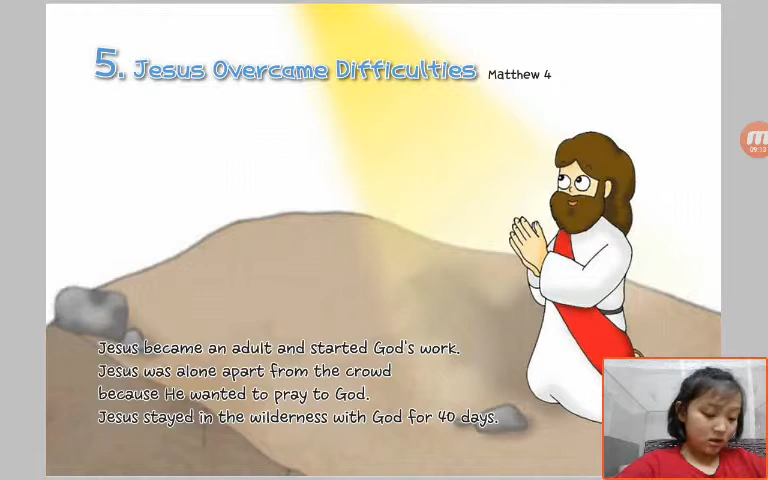 5. Jesus Overcame Difficulties Matthew 4
09:13
Jesus became an adult and started God's work.
Jesus was alone apart from the crowd
because He wanted to pray to God.
Jesus stayed in the wilderness with God for 40 days.